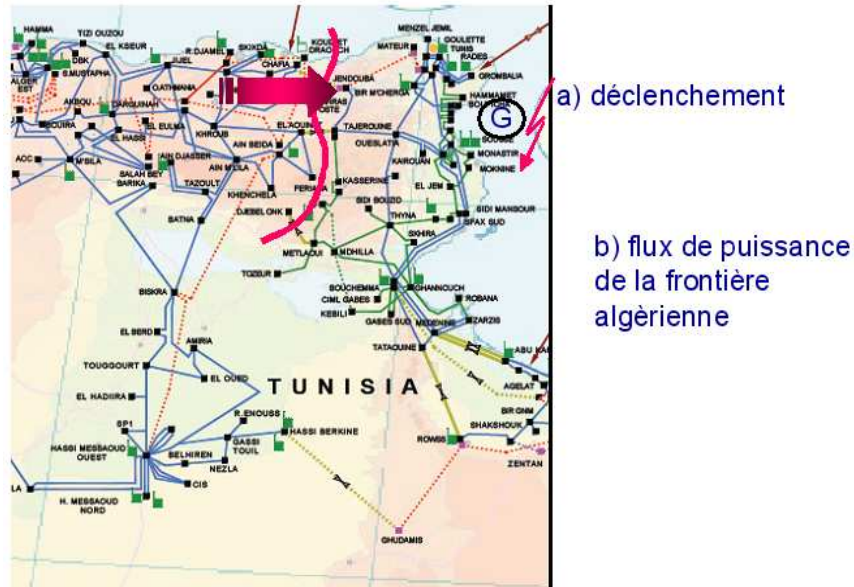 HAMMA
TIZI OUZOU
EL KSEUR
DBK
S.MUSTAPHA
ALGER
EST
JIJEL
R.DJAMEL
SKIKDA
CHAFIA
MENZEL JEMIL
GOULETTE
TUNIS
MATEUR
RADES
GROMBALIA
JENDOUBA
BIR M'CHERGA
HAMMAMET
OATHMANIA
AKBOU
DARGUINAH
BOUIRA
EL HASSI
EL EULMA
KHROUB
EL AOUINET
TAJEROUINE
OUESLATIA
G
SOUSSE
MONASTIR
MOKNINE
KAIROUAN
ACC
M'SILA
SALAH BEY
BARIKA
AIN DJASSER
AIN M'LILA
AIN BEIDA
TAZOULT
KHENCHELA
FERIANA
KASSERINE
EL JEM
BATNA
DJEBEL ONK
SIDI BOUZID
THYNA
SIDI MANSOUR
SFAX SUD
SKHIRA
METLAOUI
MDHILLA
TOZEUR
BOUCHEMMA
GHANNOUCH
CIML GABES
KEBILI
ROBANA
GABES SUD
MEDENINE
ZARZIS
TATAOUINE
BISKRA
EL BERD
AMIRIA
TOUGGOURT
EL OUED
TUNISIA
ABU KA
AGELAT
EL HADJIRA
BIR GNM
SHAKSHOUK
SP1
R.ENOUSS
HASSI BERKINE
GASSI
TOUIL
ROWSS
ZENTAN
HASSI MESSAOUD
OUEST
BELHIREN
NEZLA
CIS
H. MESSAOUD
NORD
GHUDAMIS
a) déclenchement
b) flux de puissance
de la frontière
algèrienne